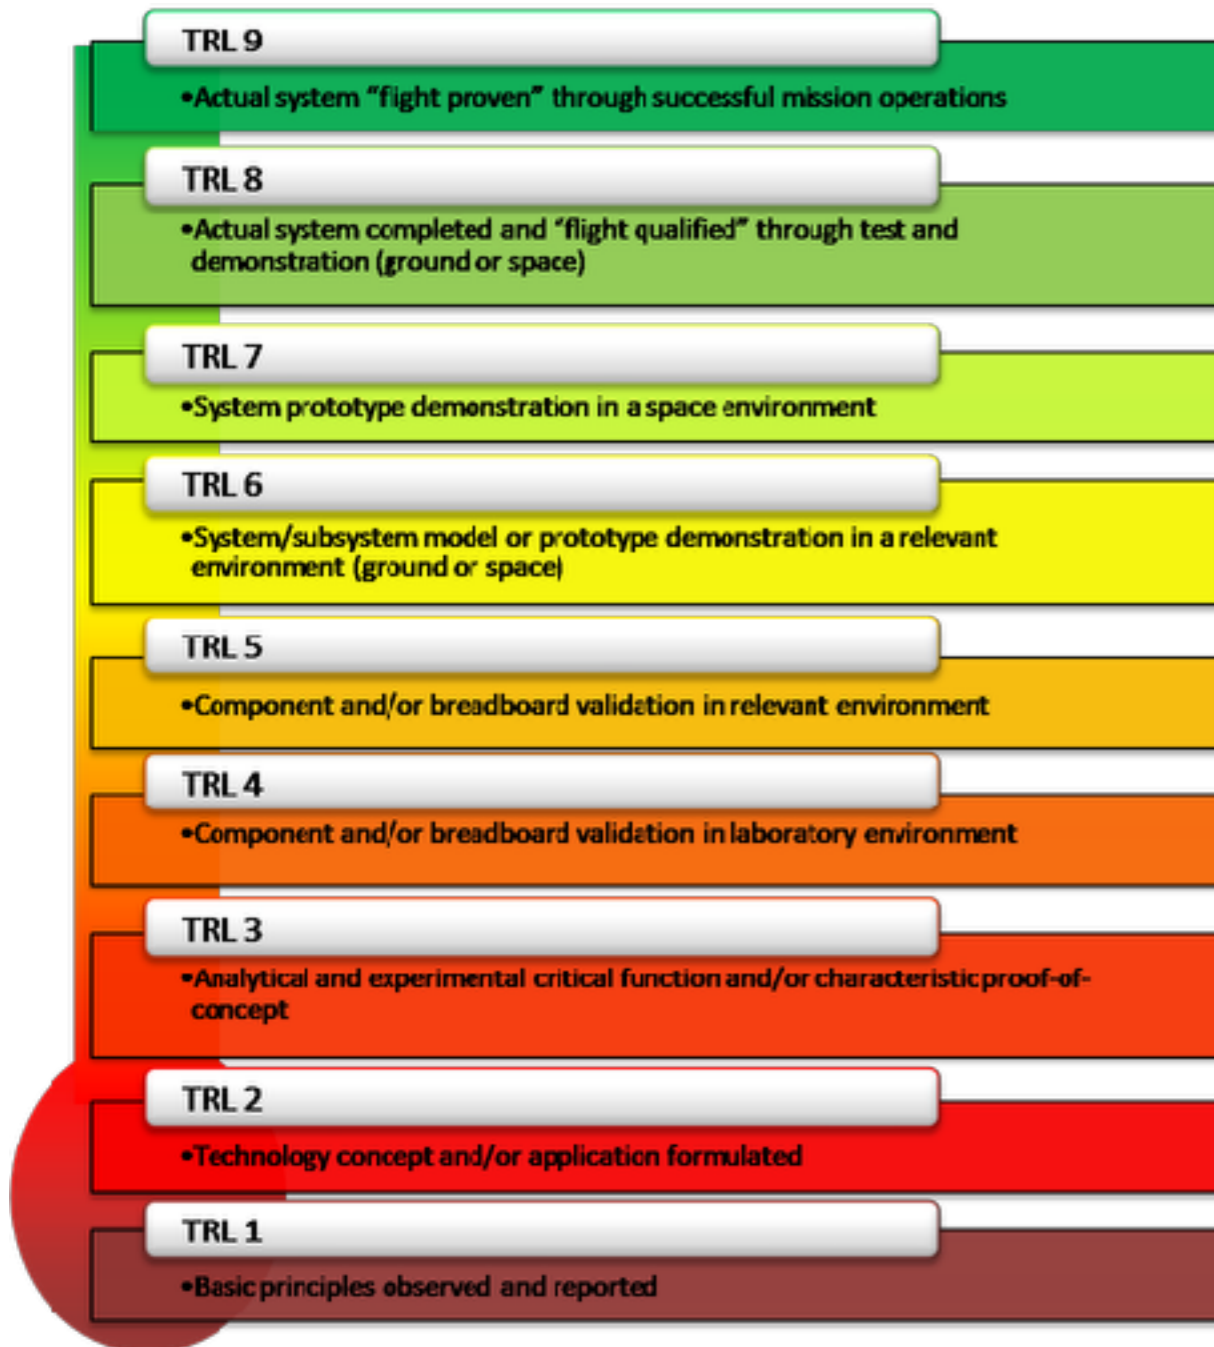 TRL 9
•Actual system “flight proven” through successful mission operations
TRL 8
•Actual system completed and “flight qualified” through test and
demonstration (ground or space)
TRL 7
•System prototype demonstration in a space environment
TRL 6
•System/subsystem model or prototype demonstration in a relevant
environment (ground or space)
TRL 5
•Component and/or breadboard validation in relevant environment
TRL 4
•Component and/or breadboard validation in laboratory environment
TRL 3
•Analytical and experimental critical function and/or characteristic proof-of-
concept
TRL 2
•Technology concept and/or application formulated
TRL 1
•Basic principles observed and reported